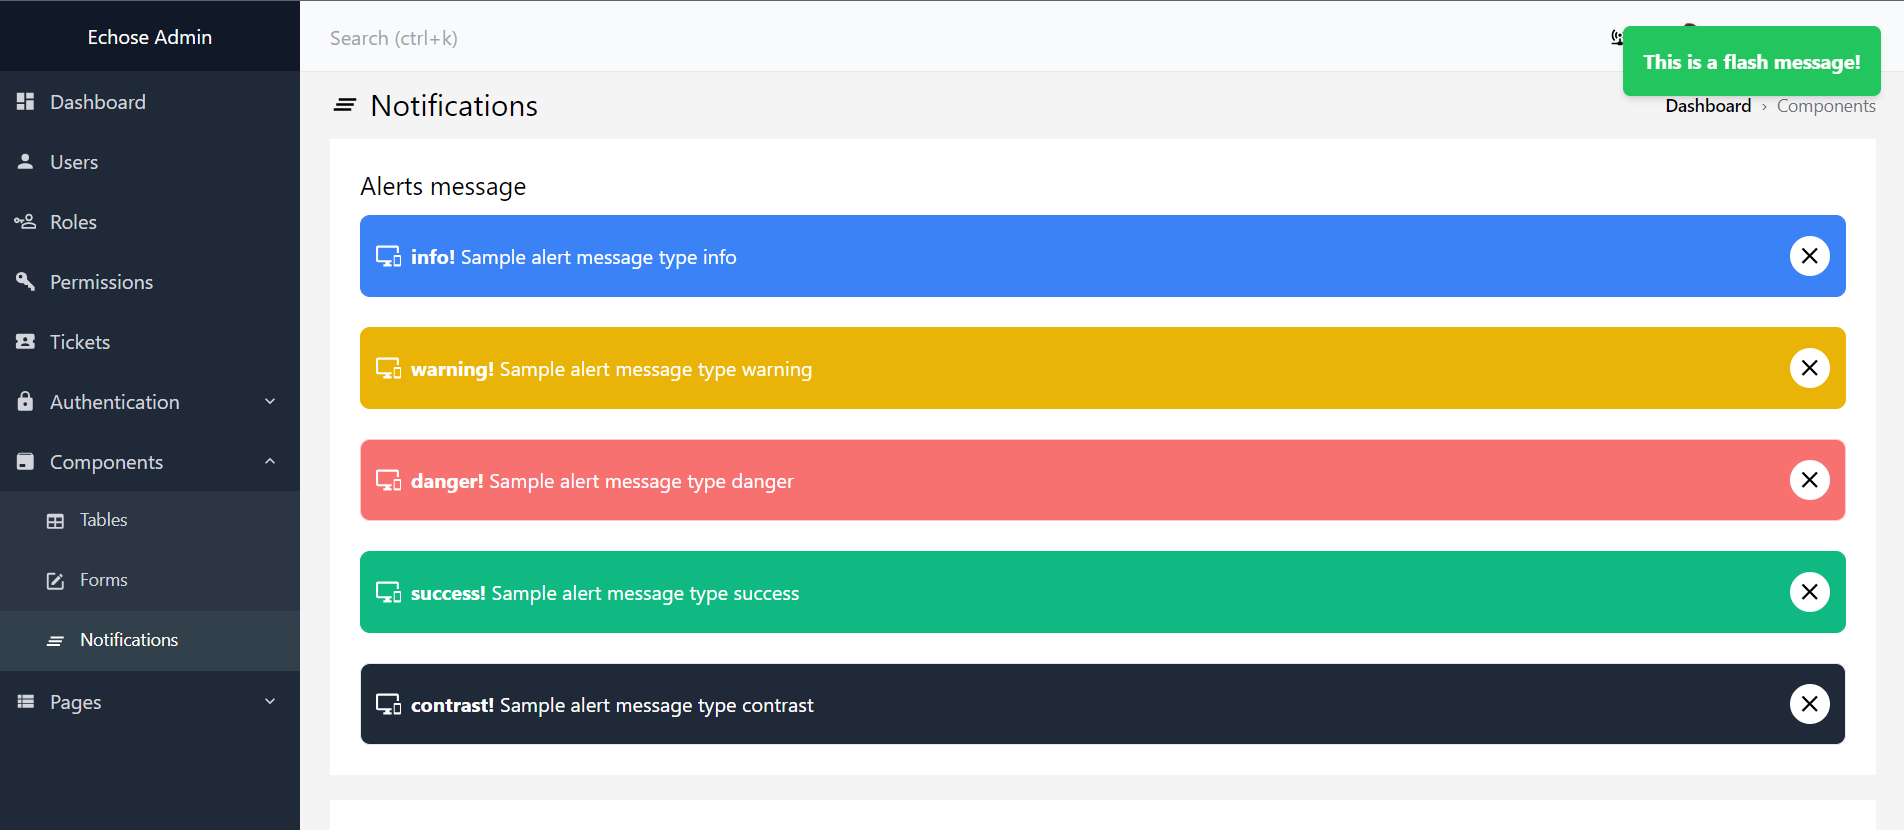 Echose Admin
Search (ctrl+k)
This is a flash message!
Dashboard
Users
Roles
Permissions
Tickets
Authentication
Components
Tables
Forms
Notifications
Pages
Notifications
Dashboard › Components
Alerts message
info! Sample alert message type info
warning! Sample alert message type warning
danger! Sample alert message type danger
success! Sample alert message type success
contrast! Sample alert message type contrast